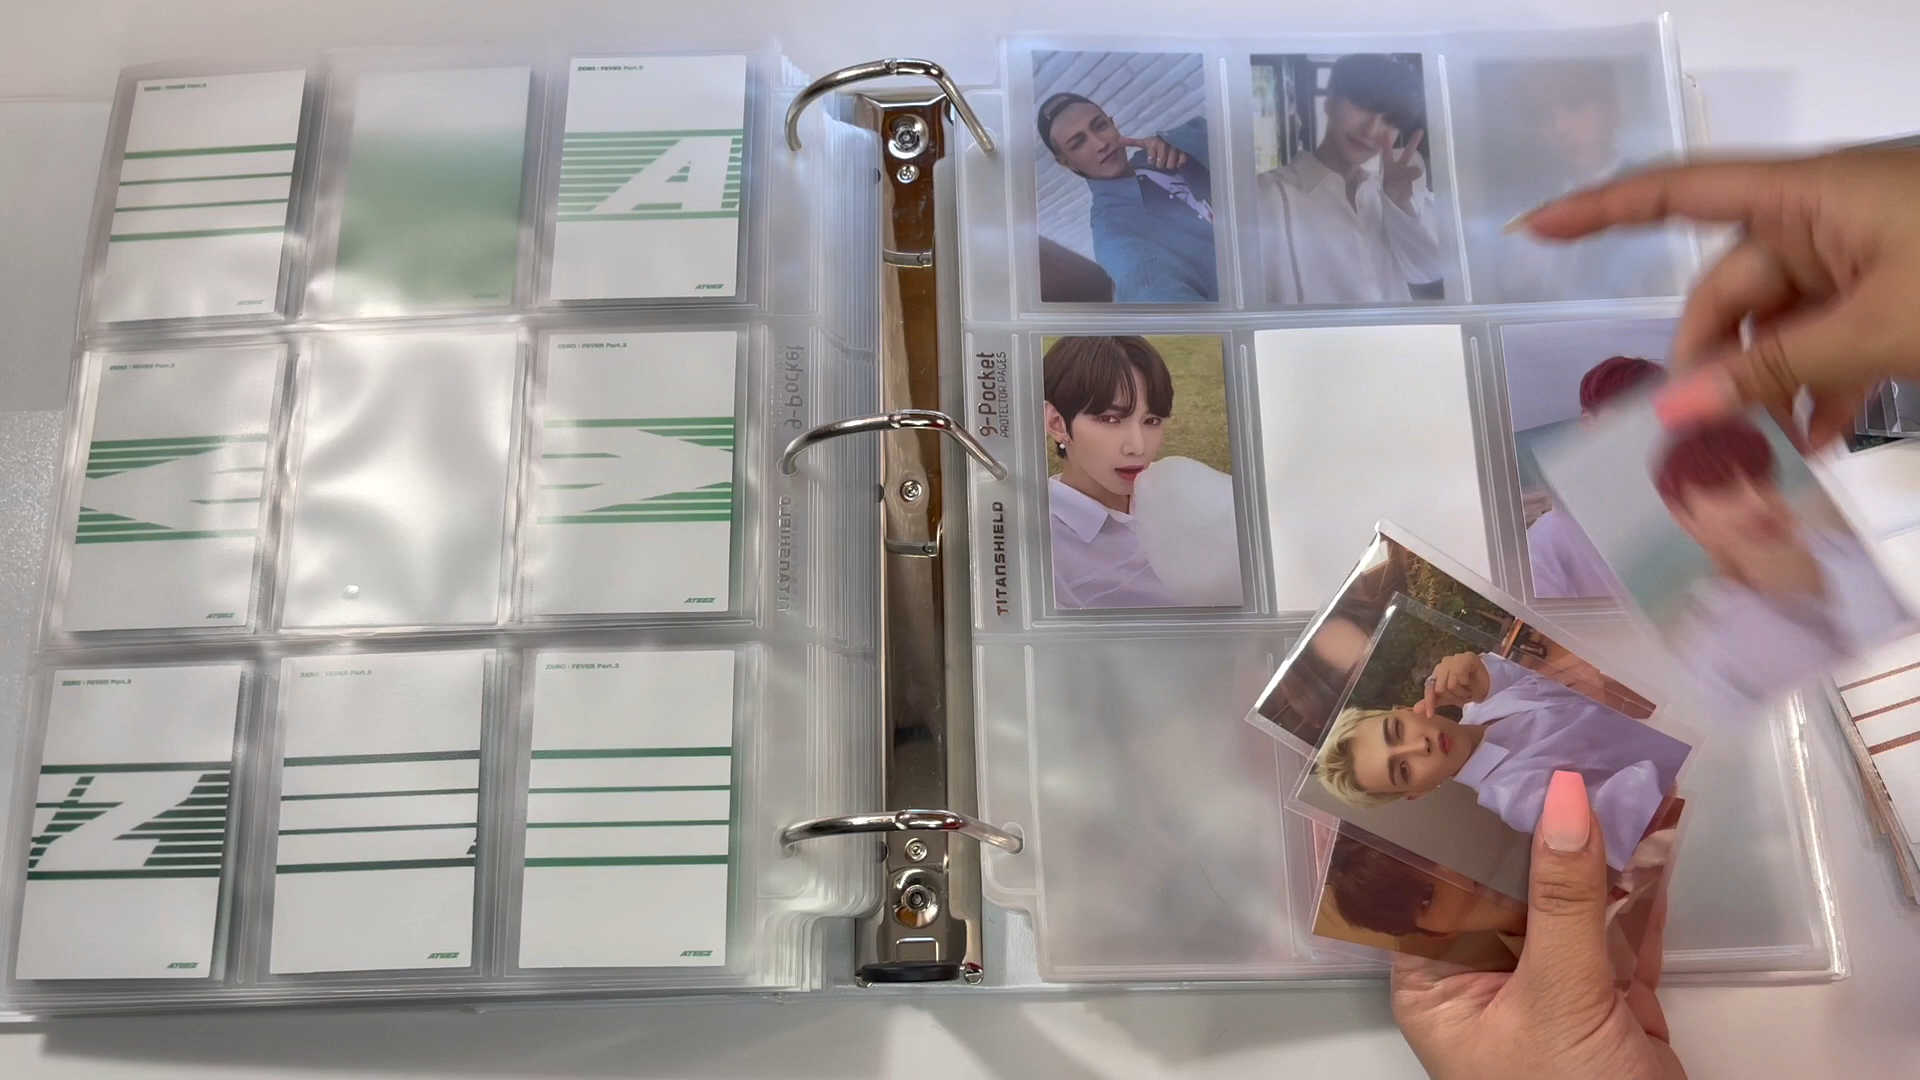 ZERO : FEVER Part.3
ATEEZ
ZERO : FEVER Part.3
A
ATEEZ
ZERO : FEVER Part.3
ATEEZ
ZERO : FEVER Part.3
ATEEZ
ZERO : FEVER Part.3
Z
ATEEZ
ZERO : FEVER Part.3
ATEEZ
ZERO : FEVER Part.3
ATEEZ
9-Pocket
TITANSHIELD
9-Pocket
PROTECTOR PAGES
TITANSHIELD